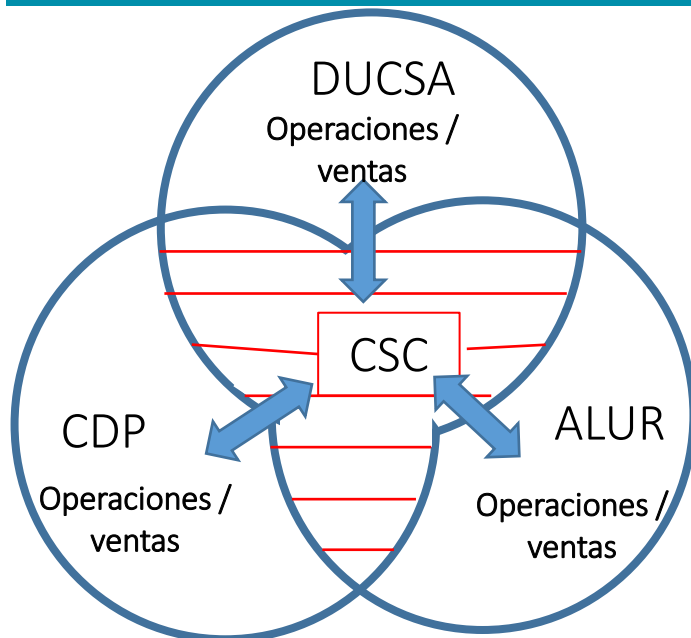 DUCSA
Operaciones /
ventas
CSC
CDP
Operaciones /
ventas
ALUR
Operaciones /
ventas